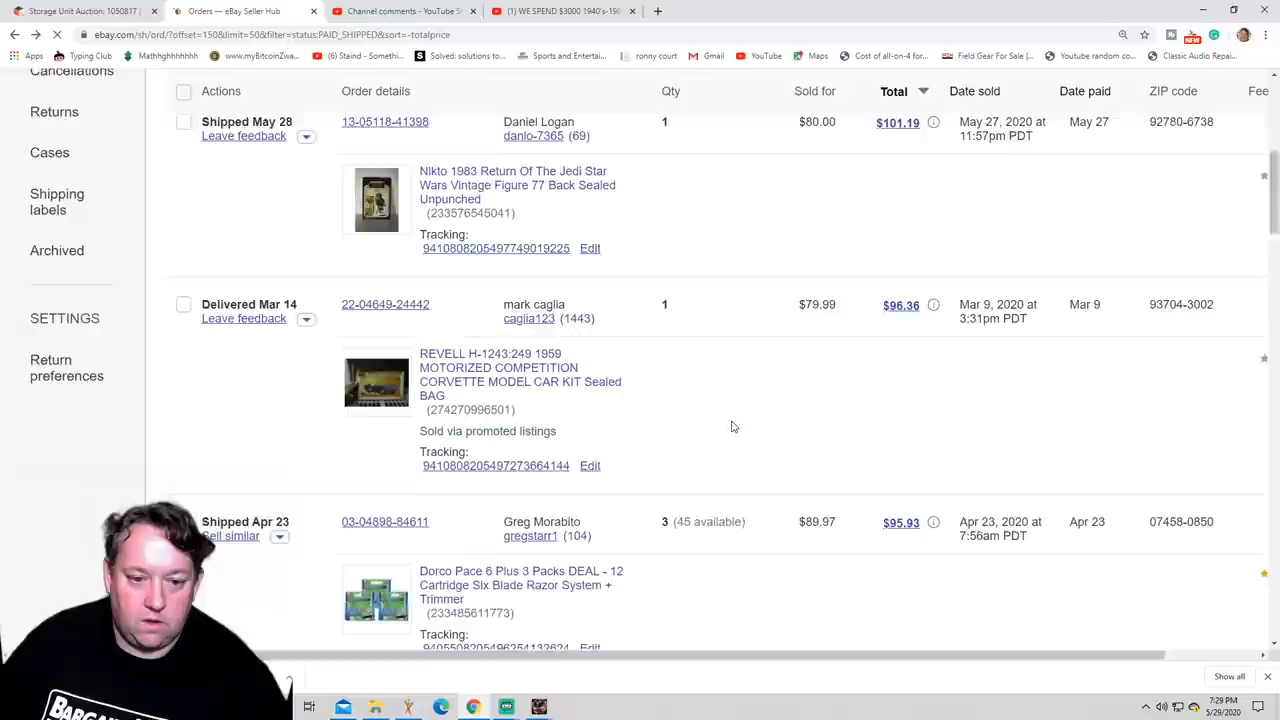 Storage Unit Auction: 1050817
Orders — eBay Seller Hub
Channel comments - YouTube St
(1) WE SPEND $3000 1940's-198
ebay.com/sh/ord/?offset=150&limit=50&filter=status:PAID_SHIPPED&sort=-totalprice
NEW
Apps
Typing Club
Mathhghhhhhh
www.myBitcoinZwa...
(6) Staind - Somethi...
Solved: solutions to...
Sports and Entertai...
ronny court
Gmail
YouTube
Maps
Cost of all-on-4 for...
Field Gear For Sale |...
Youtube random co...
Classic Audio Repai...
Cancellations
Returns
Cases
Shipping
labels
Archived
SETTINGS
Return
preferences
Actions
Order details
Qty
Sold for
Total
Date sold
Date paid
ZIP code
Fee
Shipped May 28
Leave feedback
13-05118-41398
Daniel Logan
danlo-7365 (69)
1
$80.00
$101.19
May 27, 2020 at
11:57pm PDT
May 27
92780-6738
Nikto 1983 Return Of The Jedi Star
Wars Vintage Figure 77 Back Sealed
Unpunched
(233576545041)
Tracking:
9410808205497749019225 Edit
Delivered Mar 14
Leave feedback
22-04649-24442
mark caglia
caglia123 (1443)
1
$79.99
$96.36
Mar 9, 2020 at
3:31pm PDT
Mar 9
93704-3002
REVELL H-1243:249 1959
MOTORIZED COMPETITION
CORVETTE MODEL CAR KIT Sealed
BAG
(274270996501)
Sold via promoted listings
Tracking:
9410808205497273664144 Edit
Shipped Apr 23
Sell similar
03-04898-84611
Greg Morabito
gregstarr1 (104)
3 (45 available)
$89.97
$95.93
Apr 23, 2020 at
7:56am PDT
Apr 23
07458-0850
Dorco Pace 6 Plus 3 Packs DEAL - 12
Cartridge Six Blade Razor System +
Trimmer
(233485611773)
Tracking:
9405508205496254132624 Edit
Show all
7:29 PM
5/29/2020